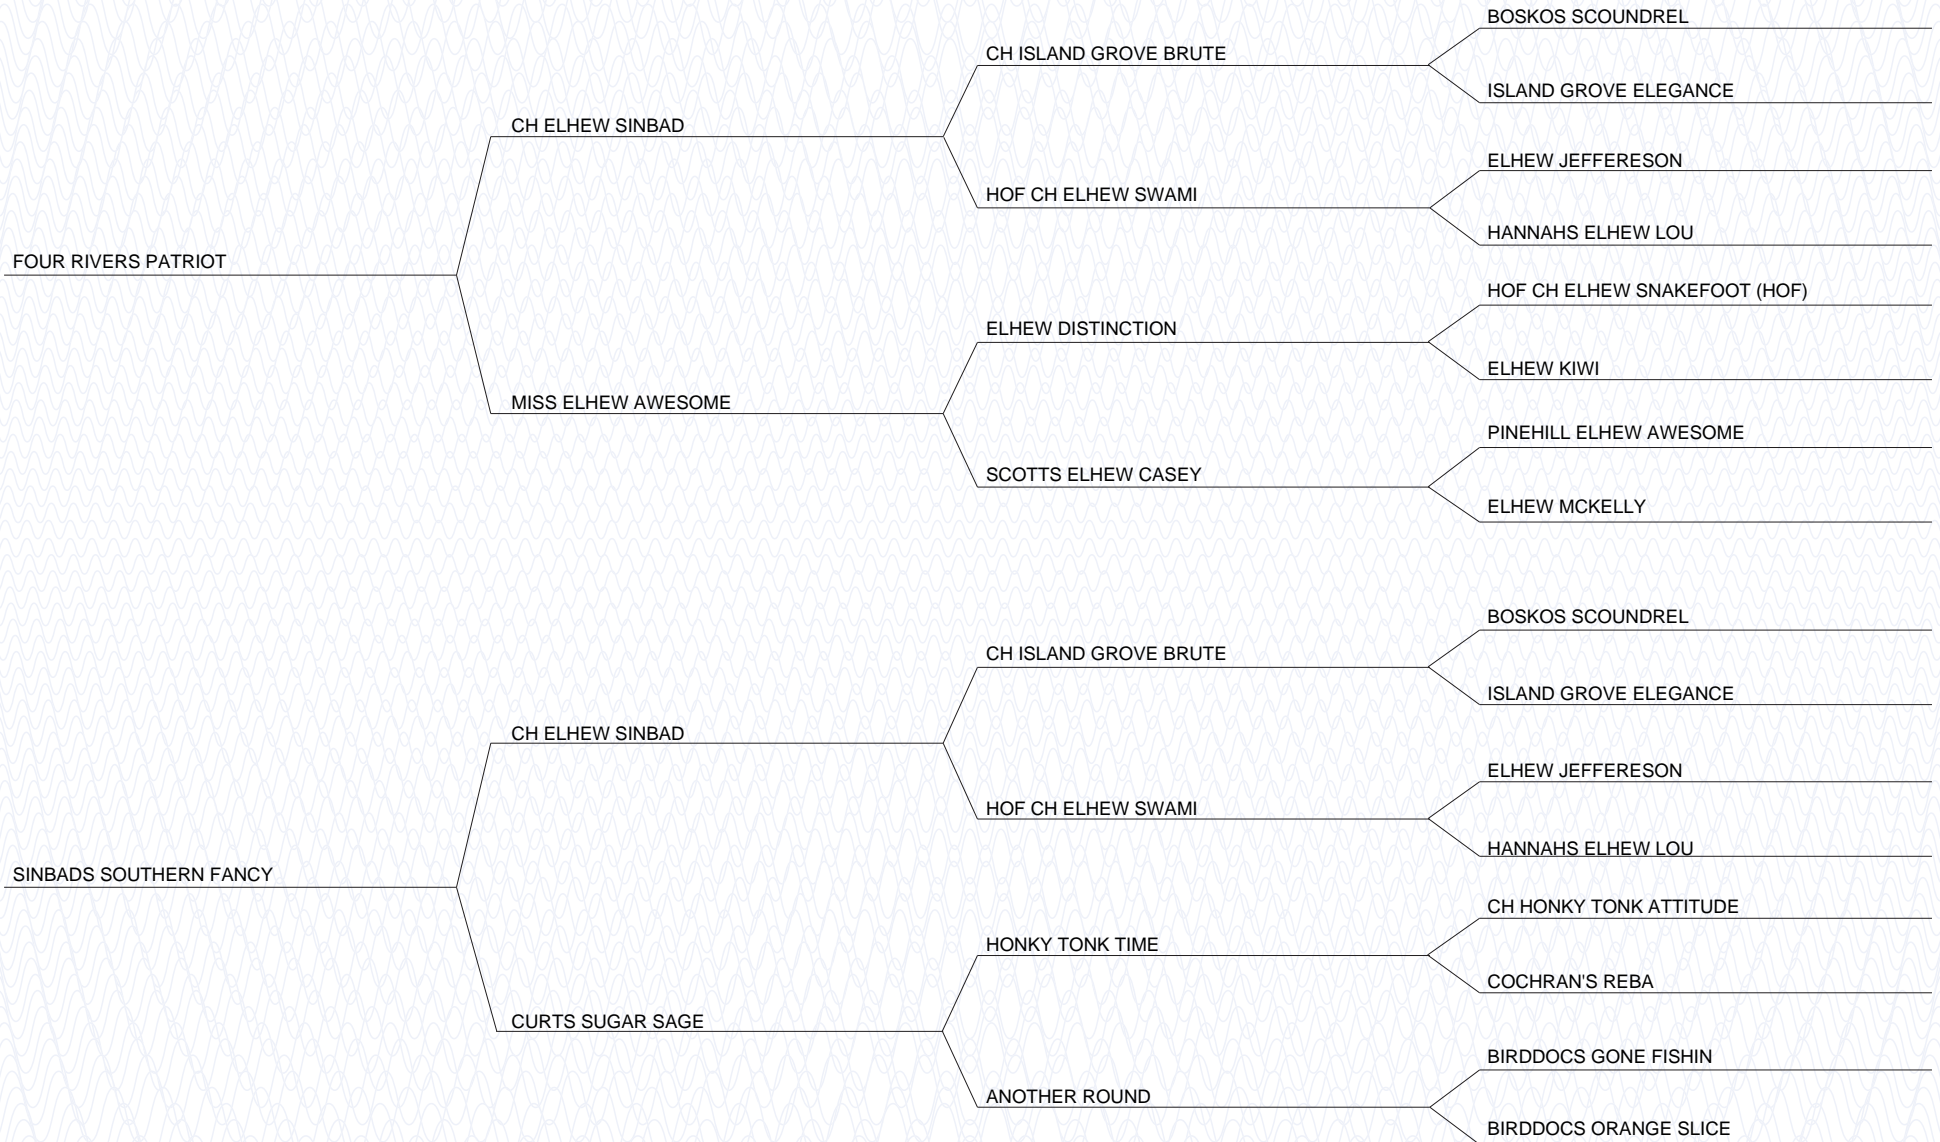 BOSKOS SCOUNDREL
CH ISLAND GROVE BRUTE
ISLAND GROVE ELEGANCE
CH ELHEW SINBAD
ELHEW JEFFERESON
HOF CH ELHEW SWAMI
HANNAHS ELHEW LOU
FOUR RIVERS PATRIOT
HOF CH ELHEW SNAKEFOOT (HOF)
ELHEW DISTINCTION
ELHEW KIWI
MISS ELHEW AWESOME
PINEHILL ELHEW AWESOME
SCOTTS ELHEW CASEY
ELHEW MCKELLY
BOSKOS SCOUNDREL
CH ISLAND GROVE BRUTE
ISLAND GROVE ELEGANCE
CH ELHEW SINBAD
ELHEW JEFFERESON
HOF CH ELHEW SWAMI
HANNAHS ELHEW LOU
SINBADS SOUTHERN FANCY
CH HONKY TONK ATTITUDE
HONKY TONK TIME
COCHRAN'S REBA
CURTS SUGAR SAGE
BIRDDOCS GONE FISHIN
ANOTHER ROUND
BIRDDOCS ORANGE SLICE